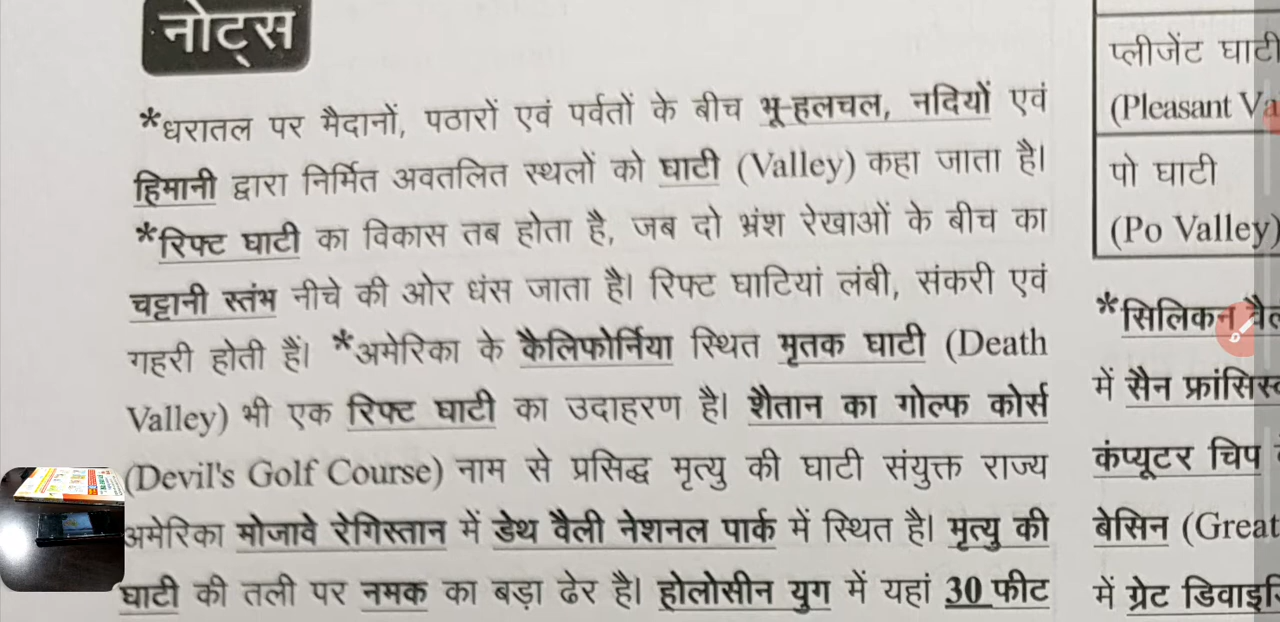 नोट्स
*धरातल पर मैदानों, पठारों एवं पर्वतों के बीच भू-हलचल, नदियों एवं
हिमानी द्वारा निर्मित अवतलित स्थलों को घाटी (Valley) कहा जाता है।
*रिफ्ट घाटी का विकास तब होता है, जब दो भ्रंश रेखाओं के बीच का
चट्टानी स्तंभ नीचे की ओर धंस जाता है। रिफ्ट घाटियां लंबी, संकरी एवं
गहरी होती हैं। *अमेरिका के कैलिफोर्निया स्थित मृतक घाटी (Death
Valley) भी एक रिफ्ट घाटी का उदाहरण है। शैतान का गोल्फ कोर्स
(Devil's Golf Course) नाम से प्रसिद्ध मृत्यु की घाटी संयुक्त राज्य
अमेरिका मोजावे रेगिस्तान में डेथ वैली नेशनल पार्क में स्थित है। मृत्यु की
घाटी की तली पर नमक का बड़ा ढेर है। होलोसीन युग में यहां 30 फीट
प्लीजेंट घाटी
(Pleasant
पो घाटी
(Po Valley)
*सिलिकन
में सैन
कंप्यूटर चिप
बेसिन (Great
में ग्रेट